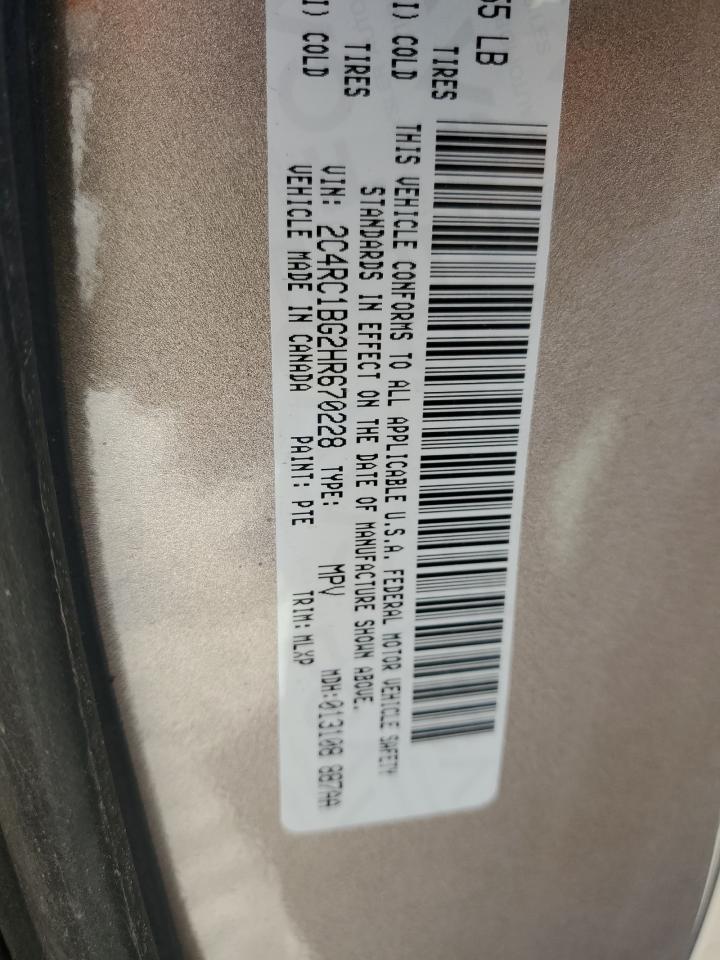 55 LB
TIRES
I) COLD
TIRES
I) COLD
THIS VEHICLE CONFORMS TO ALL APPLICABLE U.S.A. FEDERAL MOTOR VEHICLE SAFETY
STANDARDS IN EFFECT ON THE DATE OF MANUFACTURE SHOWN ABOVE.
VIN: 2C4RC1BG2HR670228 TYPE: MPV MDH:013108 887AA
VEHICLE MADE IN CANADA PAINT: PTE TRIM: MLXP